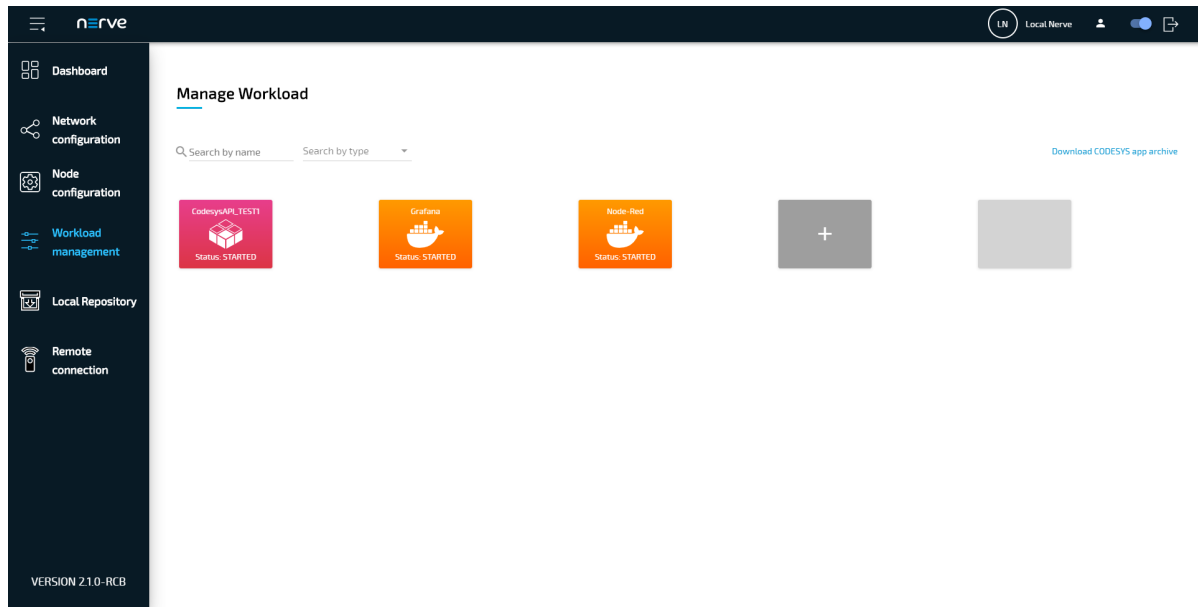 nerve
LN Local Nerve
Dashboard
Network
configuration
Node
configuration
Workload
management
Local Repository
Remote
connection
VERSION 2.1.0-RCB
Manage Workload
Search by name Search by type Download CODESYS app archive
CodesysAPI_TEST1
Status: STARTED
Grafana
Status: STARTED
Node-Red
Status: STARTED
+